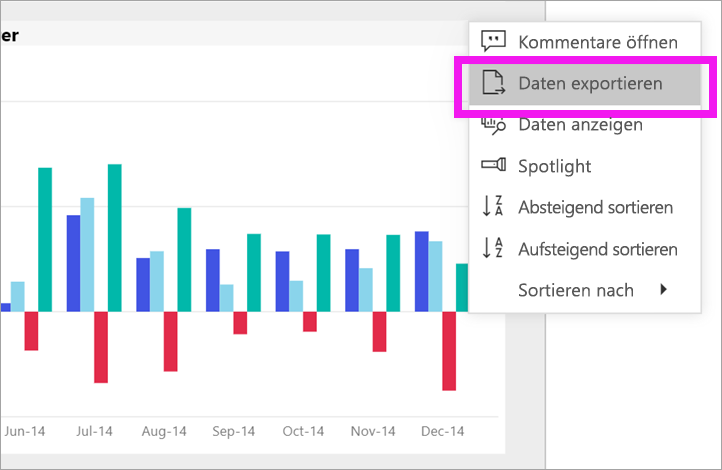 er
Kommentare öffnen
Daten exportieren
Daten anzeigen
Spotlight
Absteigend sortieren
Aufsteigend sortieren
Sortieren nach
Jun-14 Jul-14 Aug-14 Sep-14 Oct-14 Nov-14 Dec-14